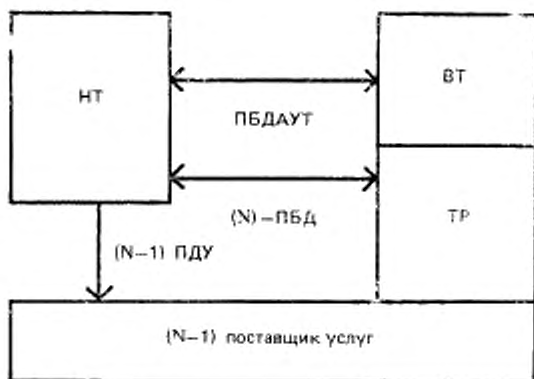 НТ
ВТ
ПБДАУТ
(N)-ПБД
ТР
(N-1) ПДУ
(N-1) поставщик услуг